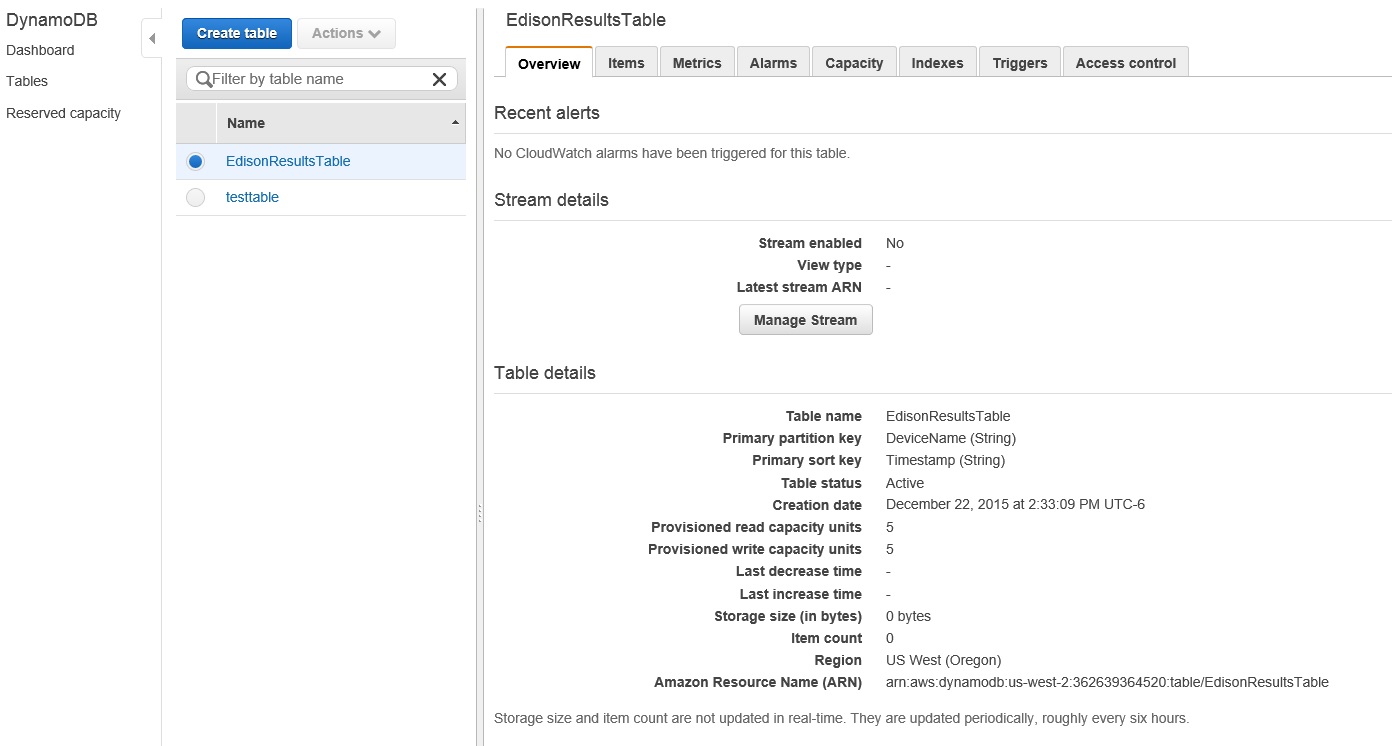 DynamoDB
Dashboard
Tables
Reserved capacity
Create table
Actions
Filter by table name
Name
EdisonResultsTable
testtable
EdisonResultsTable
Overview
Items
Metrics
Alarms
Capacity
Indexes
Triggers
Access control
Recent alerts
No CloudWatch alarms have been triggered for this table.
Stream details
Stream enabled No
View type -
Latest stream ARN -
Manage Stream
Table details
Table name EdisonResultsTable
Primary partition key DeviceName (String)
Primary sort key Timestamp (String)
Table status Active
Creation date December 22, 2015 at 2:33:09 PM UTC-6
Provisioned read capacity units 5
Provisioned write capacity units 5
Last decrease time -
Last increase time -
Storage size (in bytes) 0 bytes
Item count 0
Region US West (Oregon)
Amazon Resource Name (ARN) arn:aws:dynamodb:us-west-2:362639364520:table/EdisonResultsTable
Storage size and item count are not updated in real-time. They are updated periodically, roughly every six hours.